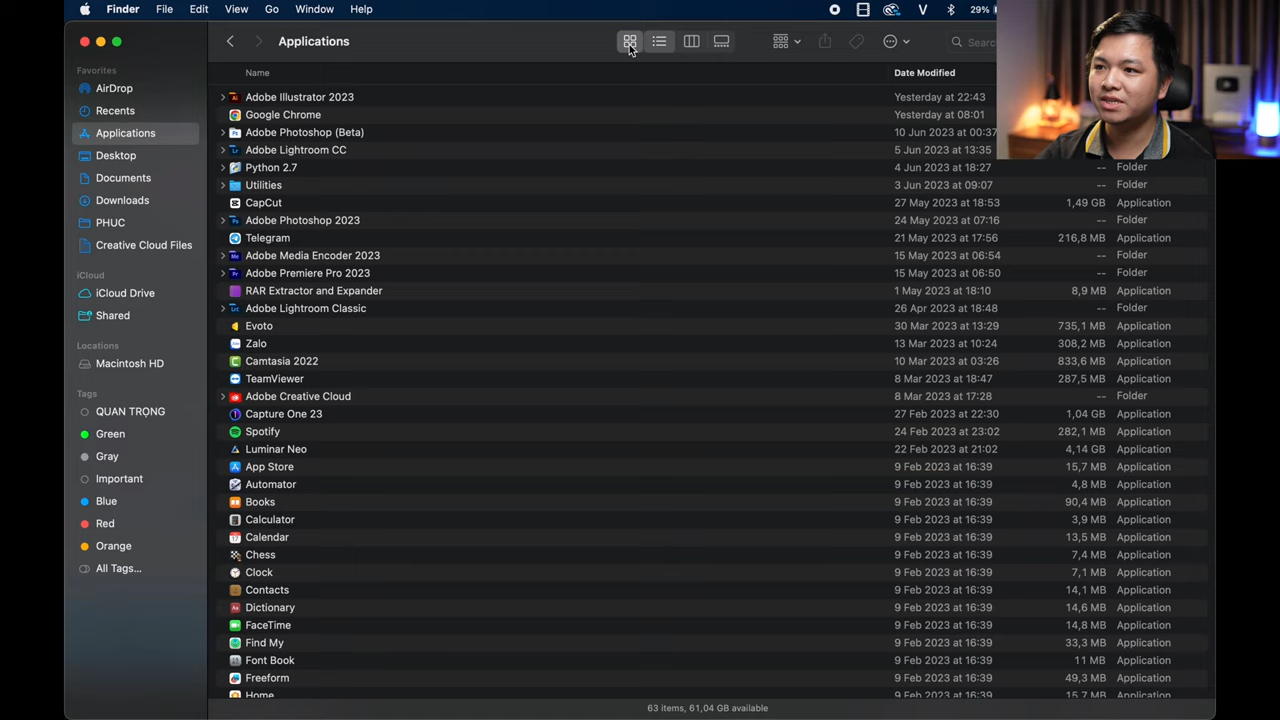 Finder File Edit View Go Window Help 29%
Applications
Favorites
AirDrop
Recents
Applications
Desktop
Documents
Downloads
PHUC
Creative Cloud Files
iCloud
iCloud Drive
Shared
Locations
Macintosh HD
Tags
QUAN TRỌNG
Green
Gray
Important
Blue
Red
Orange
All Tags...
Name Date Modified
Adobe Illustrator 2023 Yesterday at 22:43
Google Chrome Yesterday at 08:01
Adobe Photoshop (Beta) 10 Jun 2023 at 00:37
Adobe Lightroom CC 5 Jun 2023 at 13:35
Python 2.7 4 Jun 2023 at 18:27 -- Folder
Utilities 3 Jun 2023 at 09:07 -- Folder
CapCut 27 May 2023 at 18:53 1,49 GB Application
Adobe Photoshop 2023 24 May 2023 at 07:16 -- Folder
Telegram 21 May 2023 at 17:56 216,8 MB Application
Adobe Media Encoder 2023 15 May 2023 at 06:54 -- Folder
Adobe Premiere Pro 2023 15 May 2023 at 06:50 -- Folder
RAR Extractor and Expander 1 May 2023 at 18:10 8,9 MB Application
Adobe Lightroom Classic 26 Apr 2023 at 18:48 -- Folder
Evoto 30 Mar 2023 at 13:29 735,1 MB Application
Zalo 13 Mar 2023 at 10:24 308,2 MB Application
Camtasia 2022 10 Mar 2023 at 03:26 833,6 MB Application
TeamViewer 8 Mar 2023 at 18:47 287,5 MB Application
Adobe Creative Cloud 8 Mar 2023 at 17:28 -- Folder
Capture One 23 27 Feb 2023 at 22:30 1,04 GB Application
Spotify 24 Feb 2023 at 23:02 282,1 MB Application
Luminar Neo 22 Feb 2023 at 21:02 4,14 GB Application
App Store 9 Feb 2023 at 16:39 15,7 MB Application
Automator 9 Feb 2023 at 16:39 4,8 MB Application
Books 9 Feb 2023 at 16:39 90,4 MB Application
Calculator 9 Feb 2023 at 16:39 3,9 MB Application
Calendar 9 Feb 2023 at 16:39 13,5 MB Application
Chess 9 Feb 2023 at 16:39 7,4 MB Application
Clock 9 Feb 2023 at 16:39 7,1 MB Application
Contacts 9 Feb 2023 at 16:39 14,1 MB Application
Dictionary 9 Feb 2023 at 16:39 14,6 MB Application
FaceTime 9 Feb 2023 at 16:39 14,8 MB Application
Find My 9 Feb 2023 at 16:39 33,3 MB Application
Font Book 9 Feb 2023 at 16:39 11 MB Application
Freeform 9 Feb 2023 at 16:39 49,3 MB Application
Home 9 Feb 2023 at 16:39 15,7 MB Application
63 items, 61,04 GB available